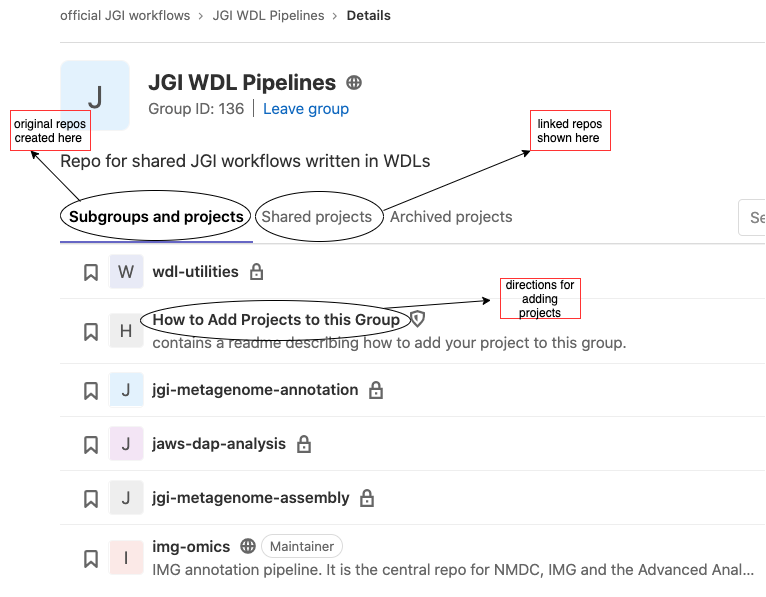 official JGI workflows › JGI WDL Pipelines › Details
J
JGI WDL Pipelines
Group ID: 136 | Leave group
original repos
created here
linked repos
shown here
Repo for shared JGI workflows written in WDLs
Subgroups and projects Shared projects Archived projects
Se
W wdl-utilities
directions for
adding
projects
H How to Add Projects to this Group
contains a readme describing how to add your project to this group.
J jgi-metagenome-annotation
J jaws-dap-analysis
J jgi-metagenome-assembly
I img-omics Maintainer
IMG annotation pipeline. It is the central repo for NMDC, IMG and the Advanced Anal...